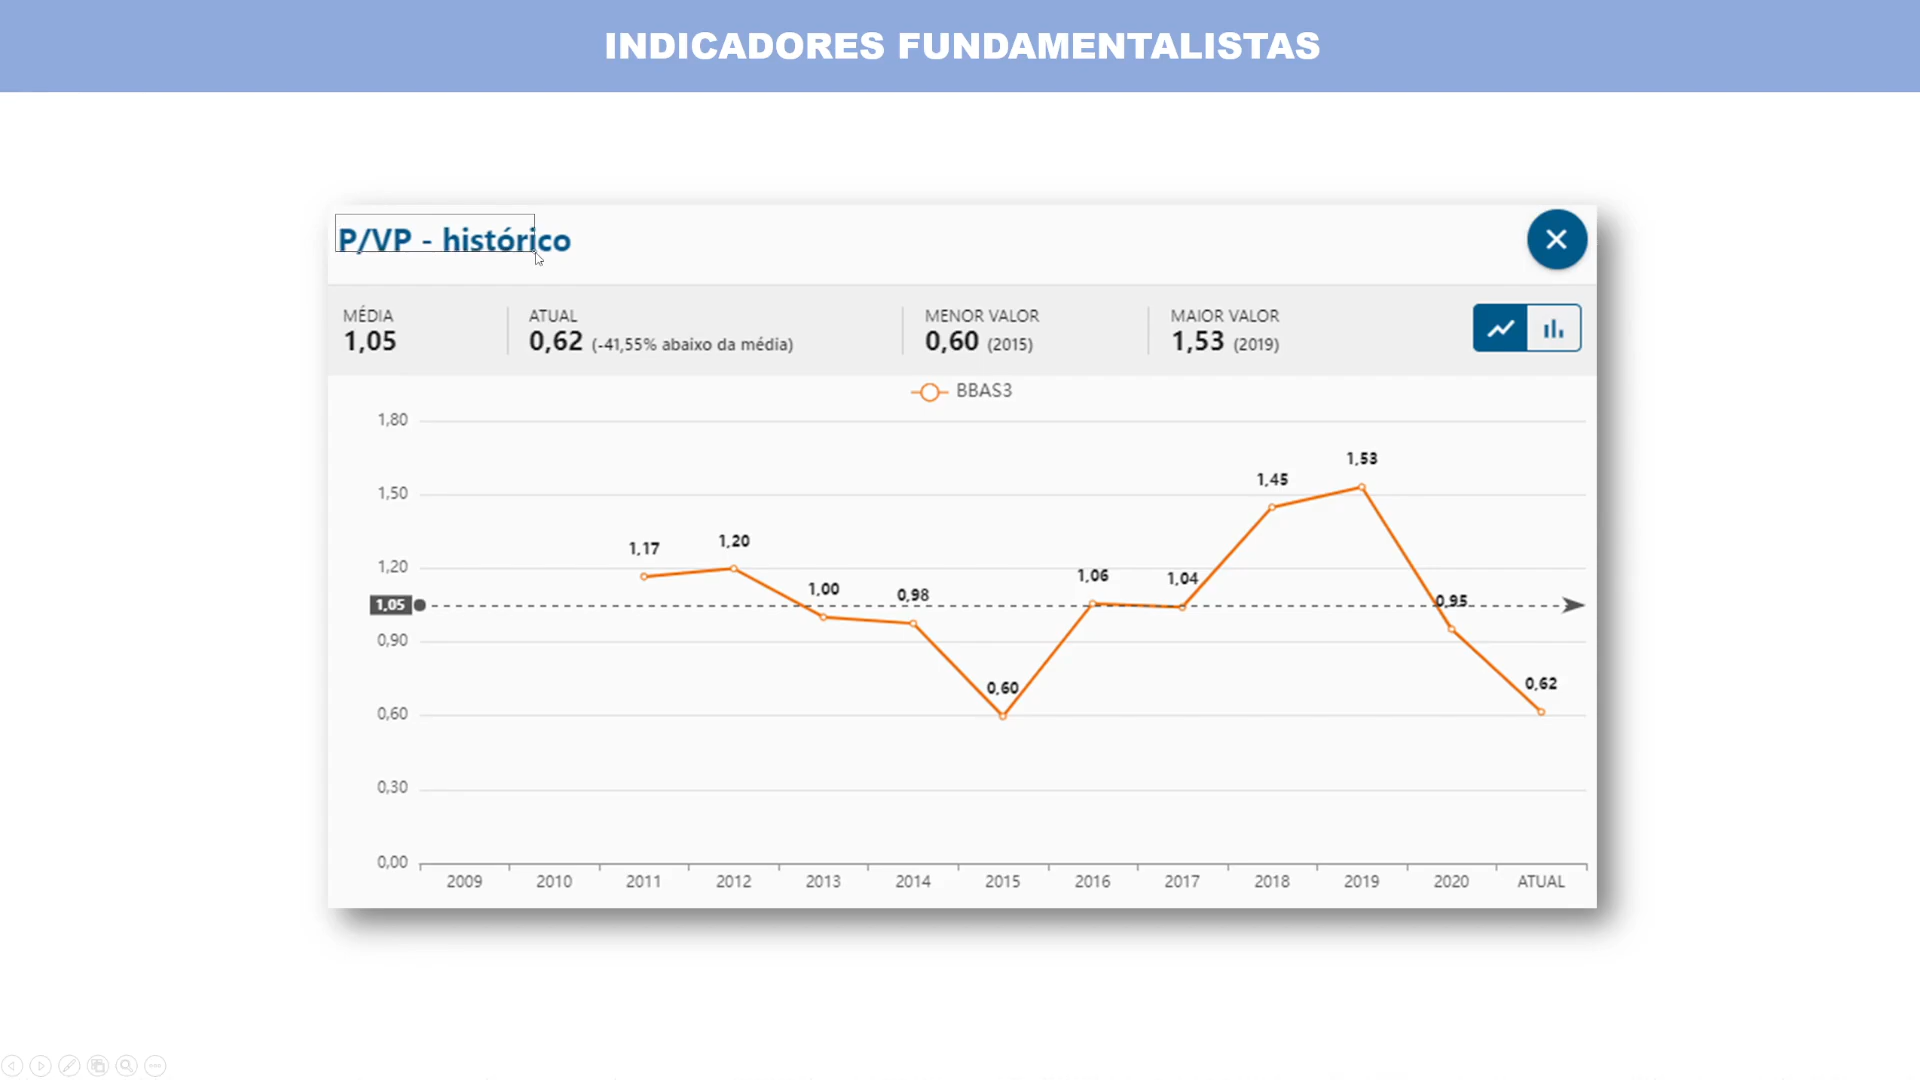 INDICADORES FUNDAMENTALISTAS
P/VP - histórico
MÉDIA
1,05
ATUAL
0,62 (-41,55% abaixo da média)
MENOR VALOR
0,60 (2015)
MAIOR VALOR
1,53 (2019)
BBAS3
1,80
1,50
1,20
1,05
0,90
0,60
0,30
0,00
1,17
1,20
1,00
0,98
0,60
1,06
1,04
1,45
1,53
0,95
0,62
2009 2010 2011 2012 2013 2014 2015 2016 2017 2018 2019 2020 ATUAL